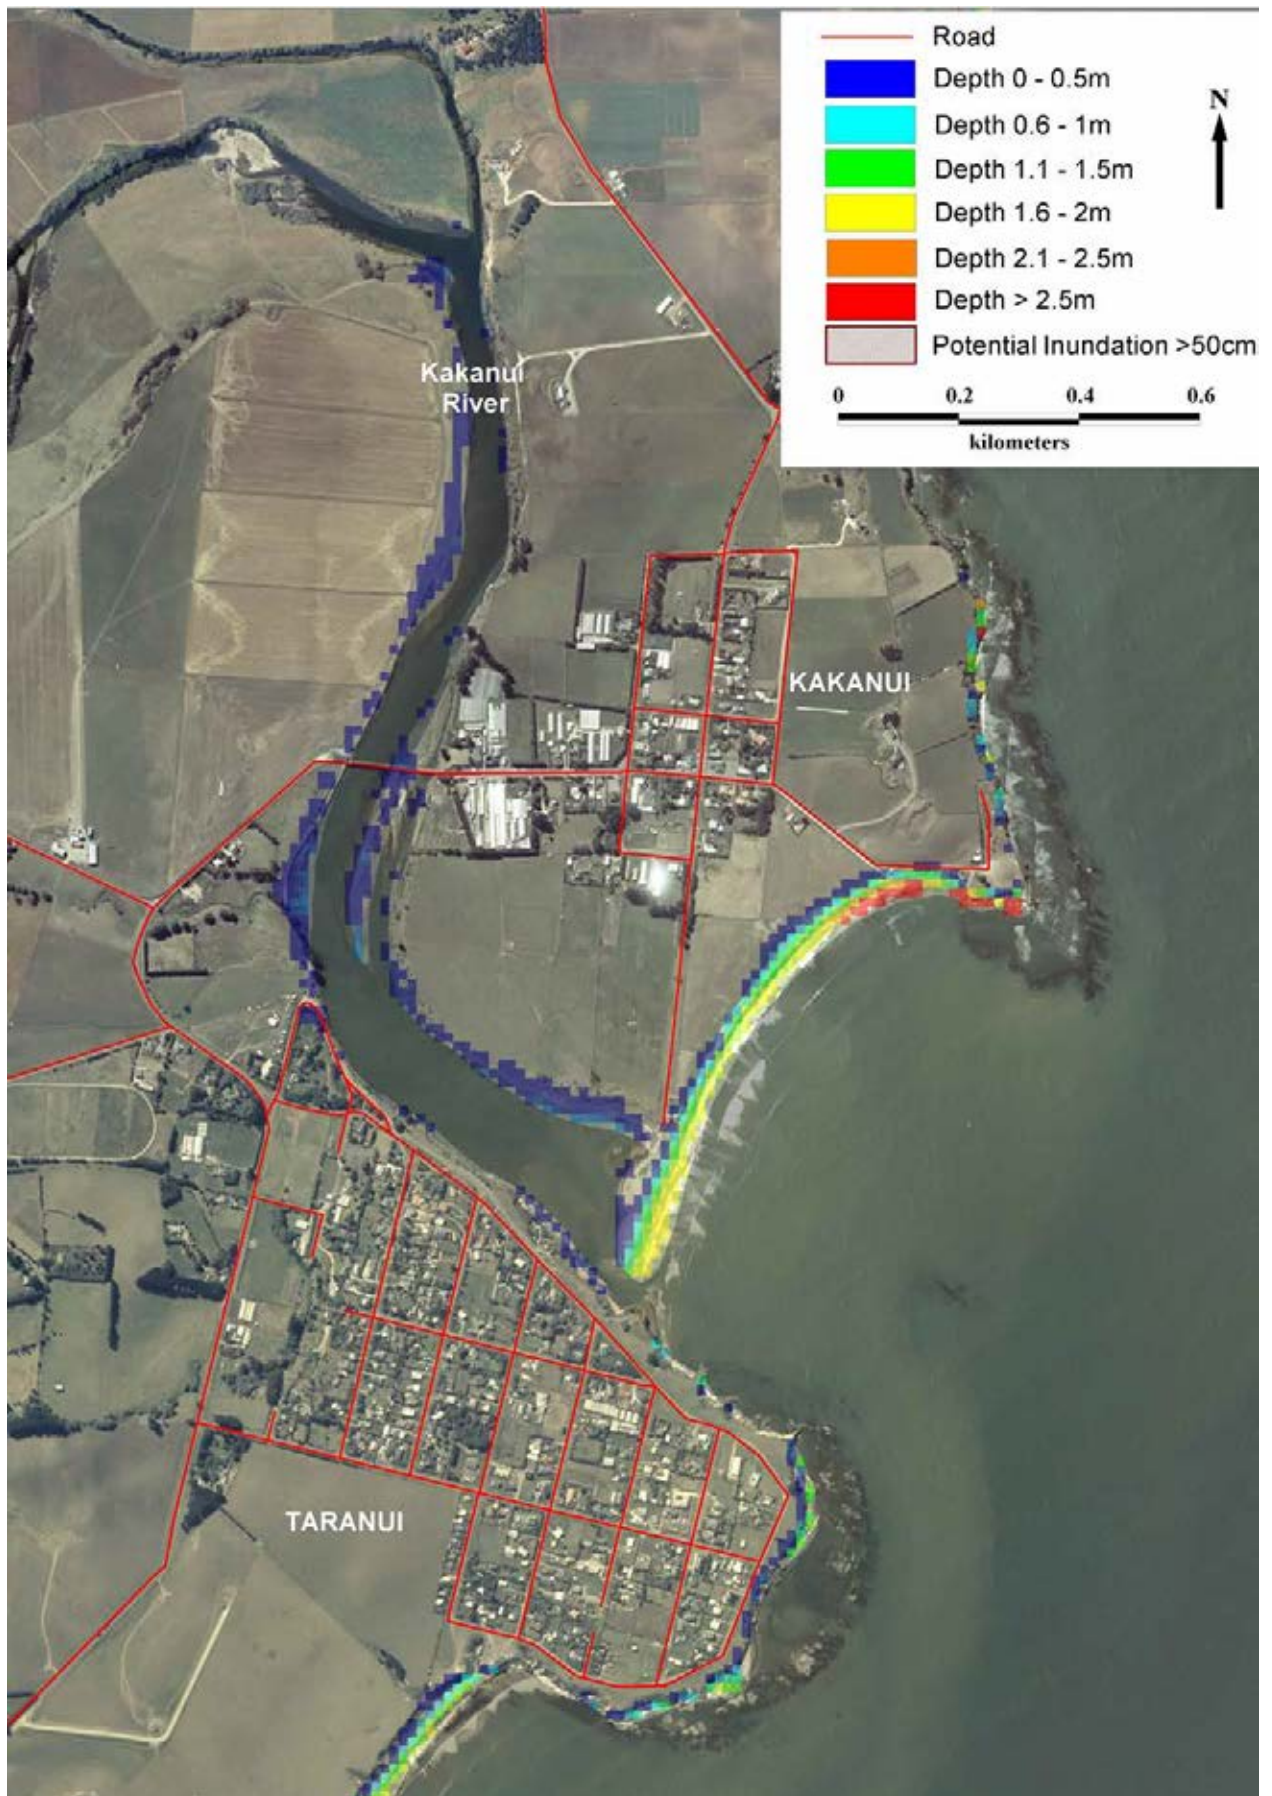 Road
Depth 0 - 0.5m
Depth 0.6 - 1m
Depth 1.1 - 1.5m
Depth 1.6 - 2m
Depth 2.1 - 2.5m
Depth > 2.5m
Potential Inundation >50cm
N
0 0.2 0.4 0.6
kilometers
Kakanui
River
KAKANUI
TARANUI